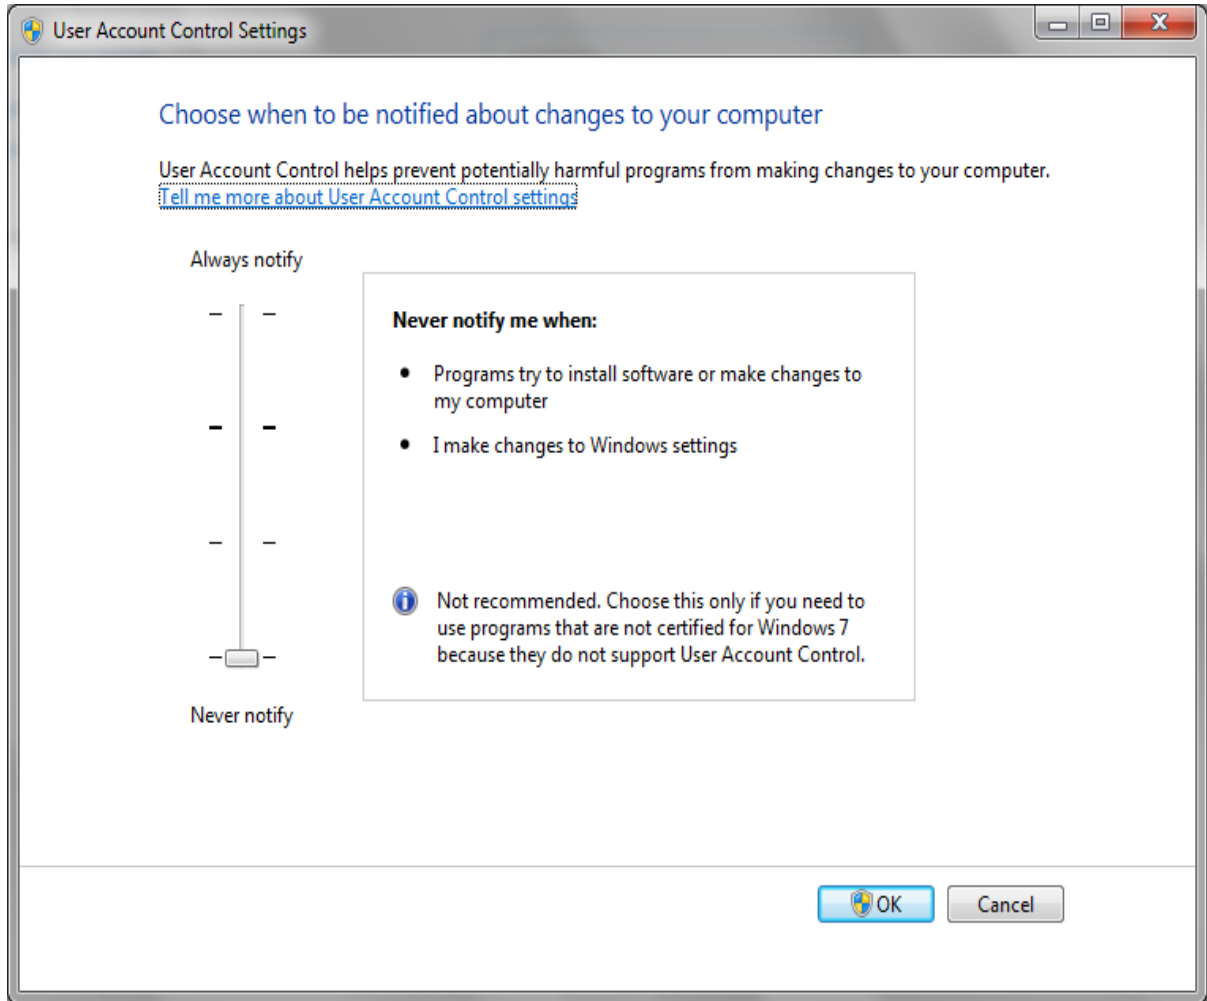 User Account Control Settings
Choose when to be notified about changes to your computer
User Account Control helps prevent potentially harmful programs from making changes to your computer.
Tell me more about User Account Control settings
Always notify
Never notify me when:
Programs try to install software or make changes to
my computer
I make changes to Windows settings
Not recommended. Choose this only if you need to
use programs that are not certified for Windows 7
because they do not support User Account Control.
Never notify
OK
Cancel